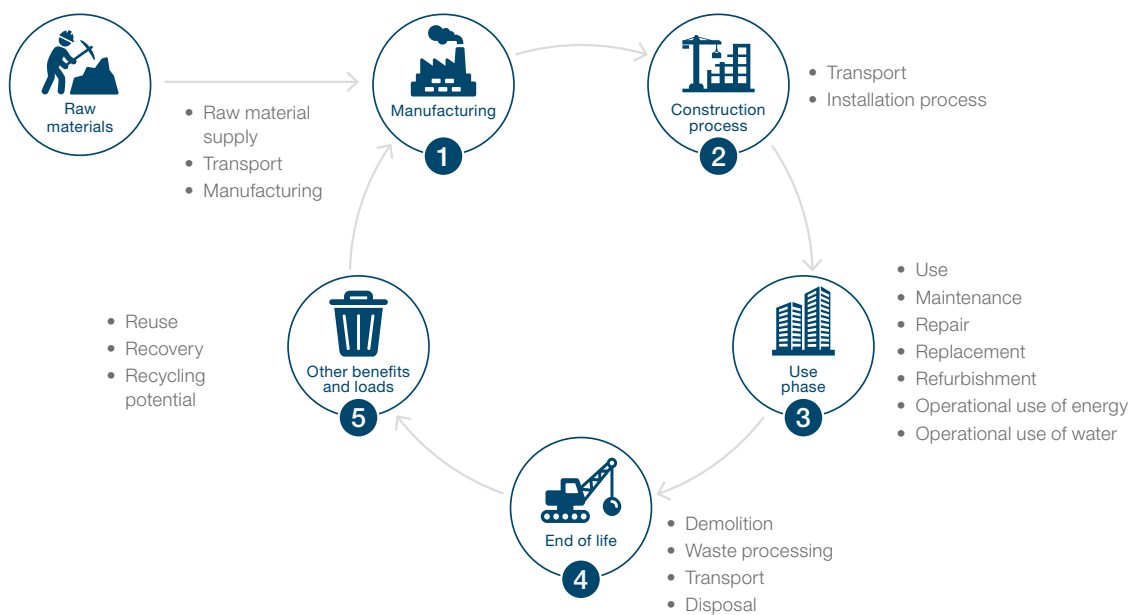 Raw
materials
• Raw material
supply
• Transport
• Manufacturing
Manufacturing
1
Construction
process
2
• Transport
• Installation process
Use
phase
3
• Use
• Maintenance
• Repair
• Replacement
• Refurbishment
• Operational use of energy
• Operational use of water
End of life
4
• Demolition
• Waste processing
• Transport
• Disposal
Other benefits
and loads
5
• Reuse
• Recovery
• Recycling
potential